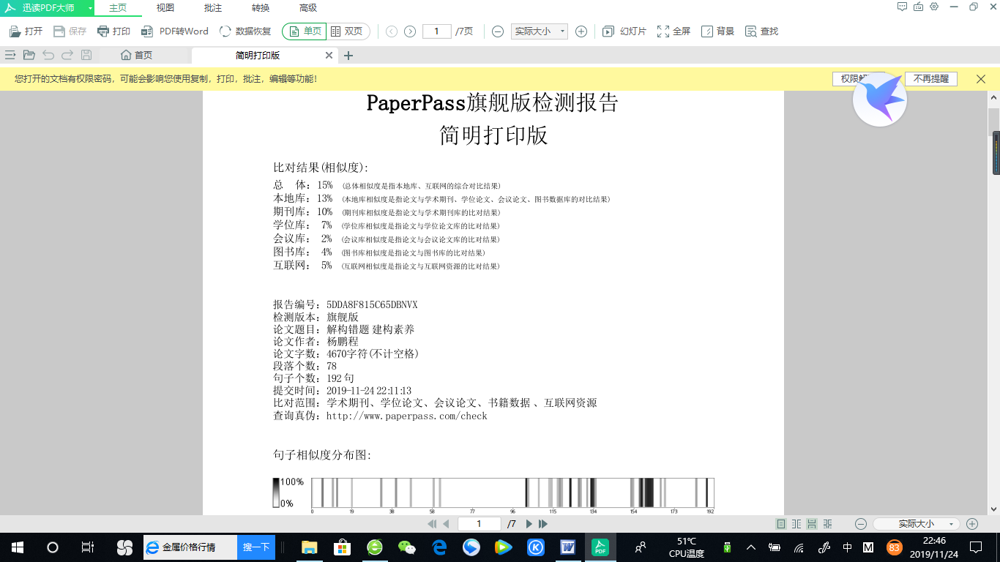 迅读PDF大师 主页 视图 批注 转换 高级
打开 保存 打印 PDF转Word 数据恢复 单页 双页 1 /7页 实际大小 幻灯片 全屏 背景 查找
首页 简明打印版
您打开的文档有权限密码，可能会影响您使用复制，打印，批注，编辑等功能！ 权限解 不再提醒
PaperPass旗舰版检测报告
简明打印版
比对结果(相似度)：
总 体：15% (总体相似度是指本地库、互联网的综合对比结果)
本地库：13% (本地库相似度是指论文与学术期刊、学位论文、会议论文、图书数据库的对比结果)
期刊库：10% (期刊库相似度是指论文与学术期刊库的比对结果)
学位库： 7% (学位库相似度是指论文与学位论文库的比对结果)
会议库： 2% (会议库相似度是指论文与会议论文库的比对结果)
图书库： 4% (图书库相似度是指论文与图书库的比对结果)
互联网： 5% (互联网相似度是指论文与互联网资源的比对结果)
报告编号：5DDA8F815C65DBNVX
检测版本：旗舰版
论文题目：解构错题 建构素养
论文作者：杨鹏程
论文字数：4670字符(不计空格)
段落个数：78
句子个数：192 句
提交时间：2019-11-24 22:11:13
比对范围：学术期刊、学位论文、会议论文、书籍数据 、互联网资源
查询真伪：http://www.paperpass.com/check
句子相似度分布图：
100%
0%
0 19 38 58 77 96 115 134 154 173 192
1 /7 实际大小
金属价格行情 搜一下 PDF 51℃ 中 M 83 22:46
CPU温度 2019/11/24